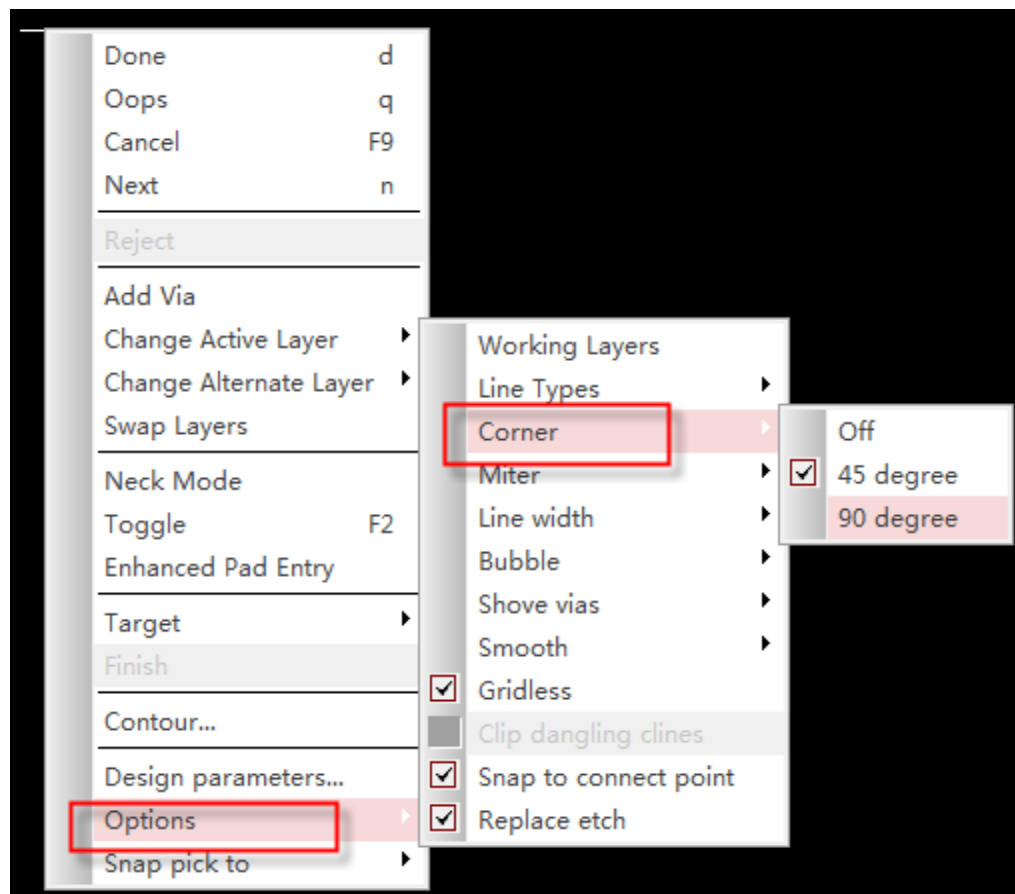 Done d
Oops q
Cancel F9
Next n
Reject
Add Via
Change Active Layer
Change Alternate Layer
Swap Layers
Neck Mode
Toggle F2
Enhanced Pad Entry
Target
Finish
Contour...
Design parameters...
Options
Snap pick to
Working Layers
Line Types
Corner
Miter
Line width
Bubble
Shove vias
Smooth
Gridless
Clip dangling clines
Snap to connect point
Replace etch
Off
45 degree
90 degree